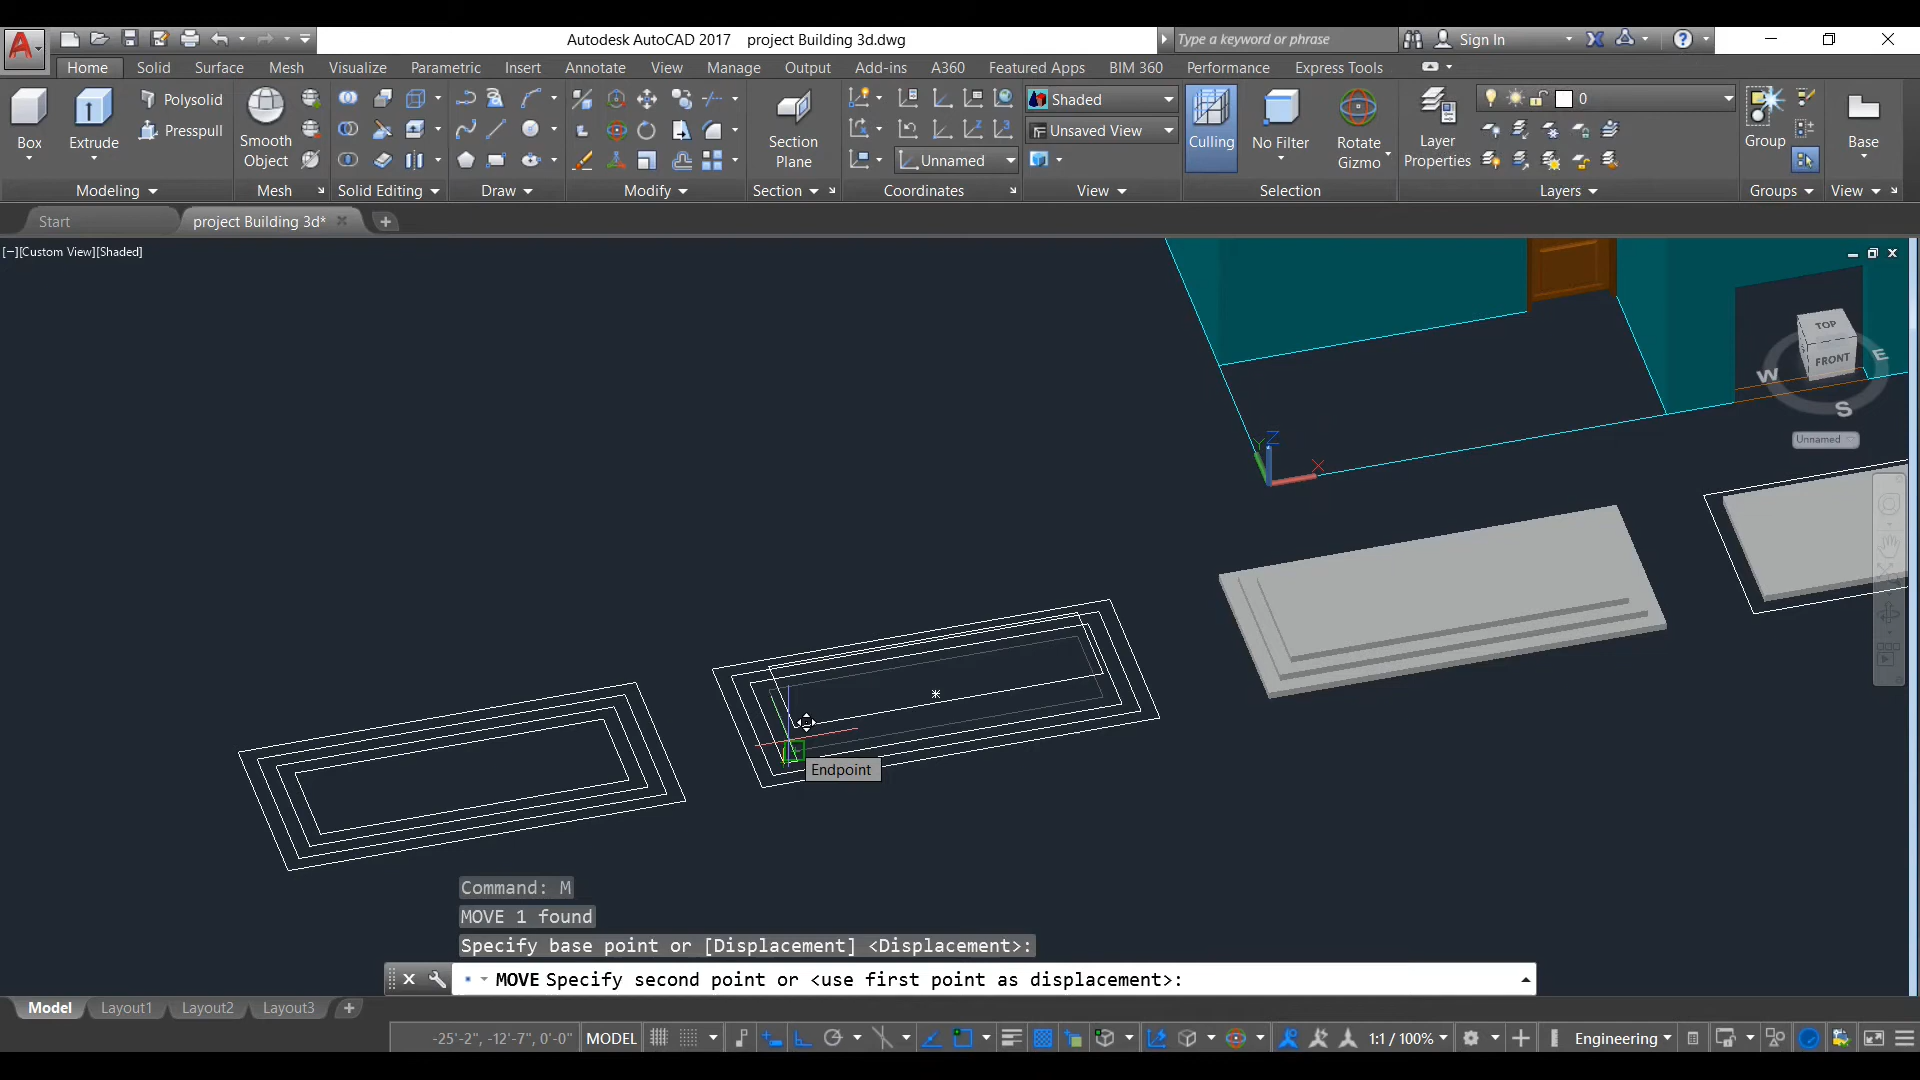 Autodesk AutoCAD 2017 project Building 3d.dwg
Type a keyword or phrase
Sign In
Home Solid Surface Mesh Visualize Parametric Insert Annotate View Manage Output Add-ins A360 Featured Apps BIM 360 Performance Express Tools
Polysolid
Presspull
Box
Extrude
Smooth
Object
Section
Plane
Shaded
Unsaved View
Unnamed
Culling
No Filter
Rotate
Gizmo
Layer
Properties
0
Group
Base
Modeling Mesh Solid Editing Draw Modify Section Coordinates View Selection Layers Groups View
Start
project Building 3d*
[−][Custom View][Shaded]
TOP
FRONT
W
E
S
Unnamed
Y
Z
X
Endpoint
Command: M
MOVE 1 found
Specify base point or [Displacement] <Displacement>:
MOVE Specify second point or <use first point as displacement>:
Model Layout1 Layout2 Layout3
-25'-2", -12'-7", 0'-0"
MODEL
1:1 / 100%
Engineering